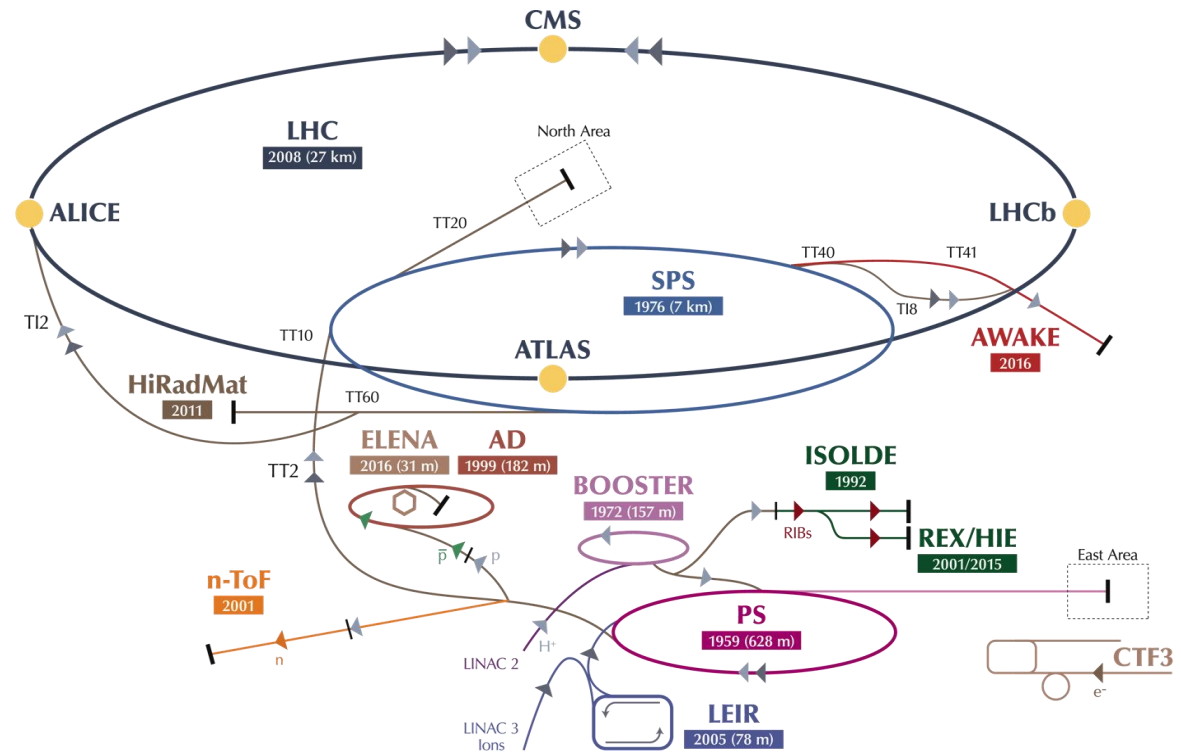 CMS
LHC
2008 (27 km)
North Area
ALICE
LHCb
TT20
TT40
TT41
SPS
1976 (7 km)
TI8
TI2
TT10
ATLAS
AWAKE
2016
HiRadMat
2011
TT60
ELENA
2016 (31 m)
AD
1999 (182 m)
TT2
ISOLDE
1992
BOOSTER
1972 (157 m)
RIBs
REX/HIE
2001/2015
p̅
p
East Area
n-ToF
2001
PS
1959 (628 m)
n
H⁺
LINAC 2
CTF3
e⁻
LEIR
2005 (78 m)
LINAC 3
Ions